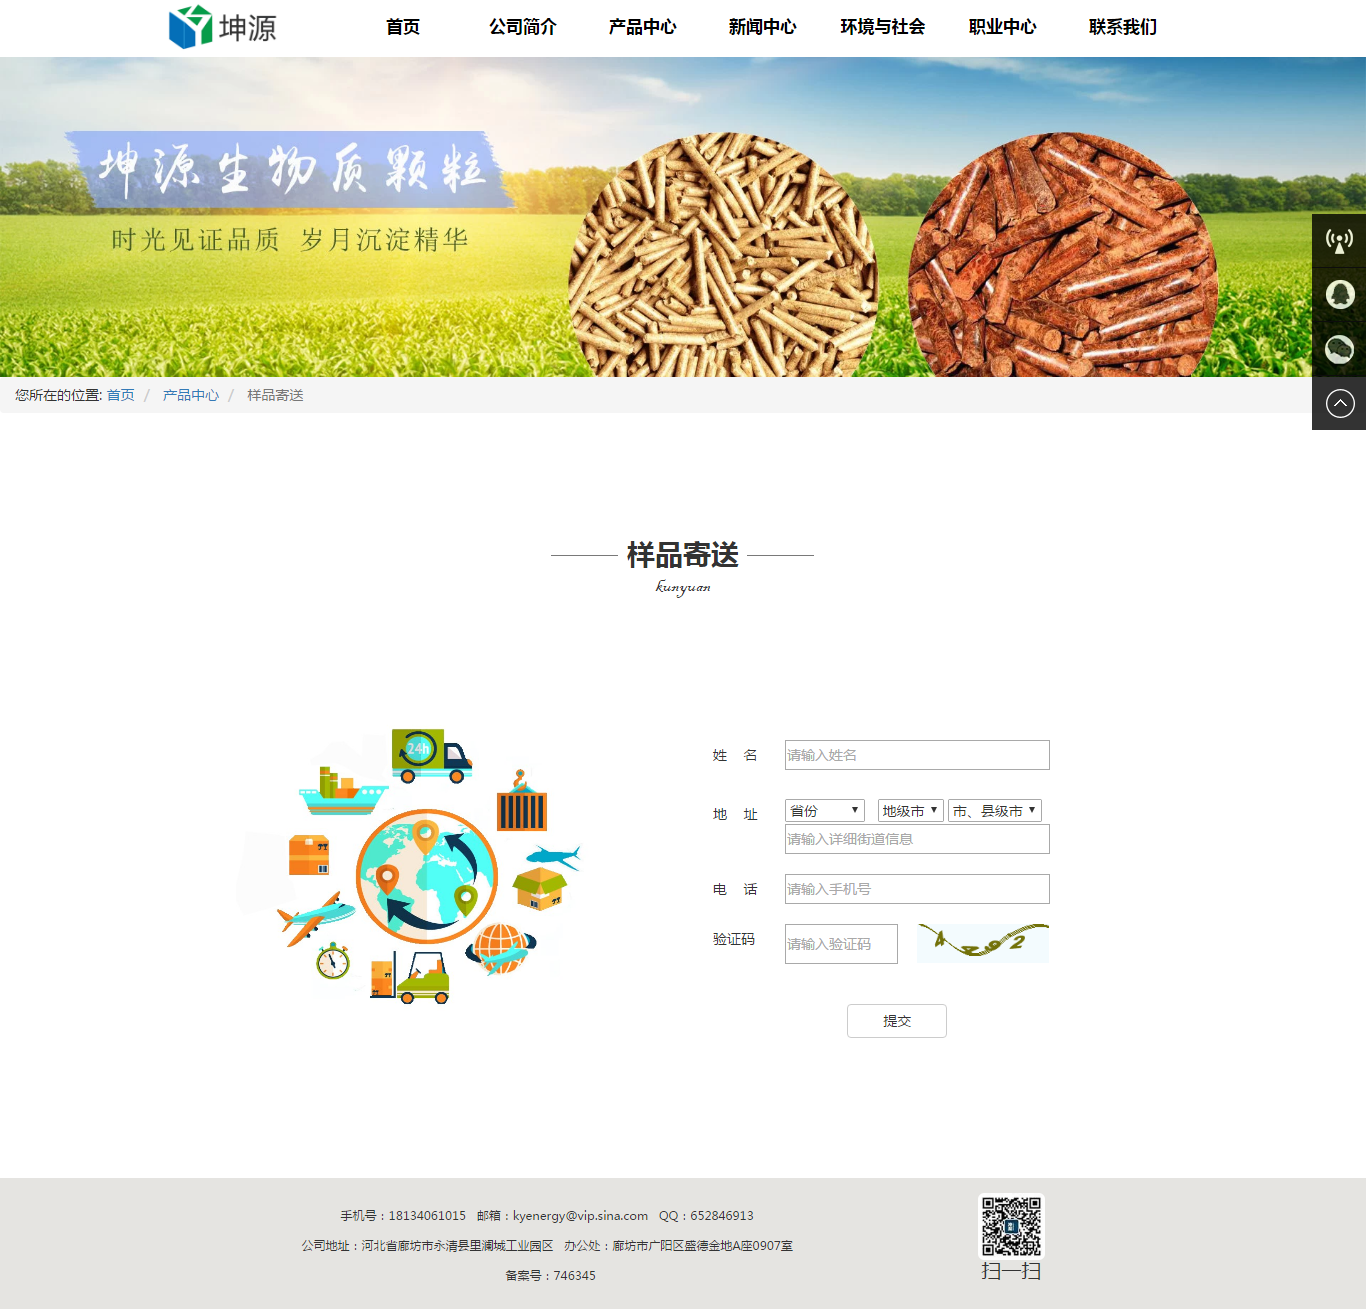 坤源
首页 公司简介 产品中心 新闻中心 环境与社会 职业中心 联系我们
坤源生物质颗粒
时光见证品质 岁月沉淀精华
您所在的位置: 首页 / 产品中心 / 样品寄送
样品寄送
kunyuan
24h
姓 名 请输入姓名
地 址 省份 地级市 市、县级市
请输入详细街道信息
电 话 请输入手机号
验证码 请输入验证码
提交
手机号：18134061015 邮箱：kyenergy@vip.sina.com QQ：652846913
公司地址：河北省廊坊市永清县里澜城工业园区 办公处：廊坊市广阳区盛德金地A座0907室
备案号：746345
扫一扫